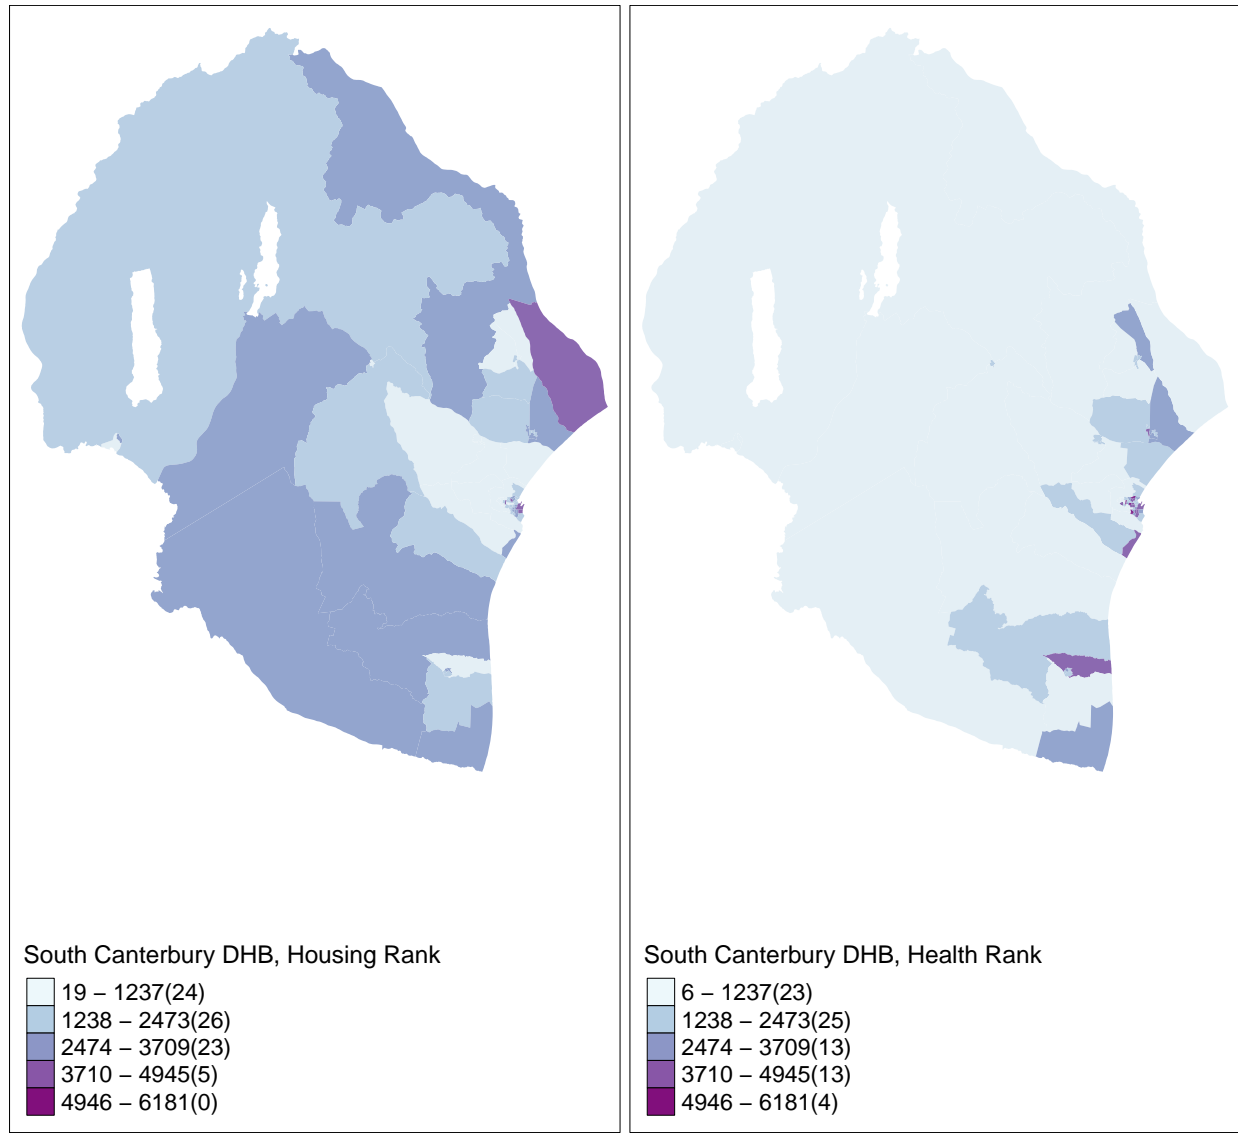 South Canterbury DHB, Housing Rank
19 – 1237(24)
1238 – 2473(26)
2474 – 3709(23)
3710 – 4945(5)
4946 – 6181(0)
South Canterbury DHB, Health Rank
6 – 1237(23)
1238 – 2473(25)
2474 – 3709(13)
3710 – 4945(13)
4946 – 6181(4)